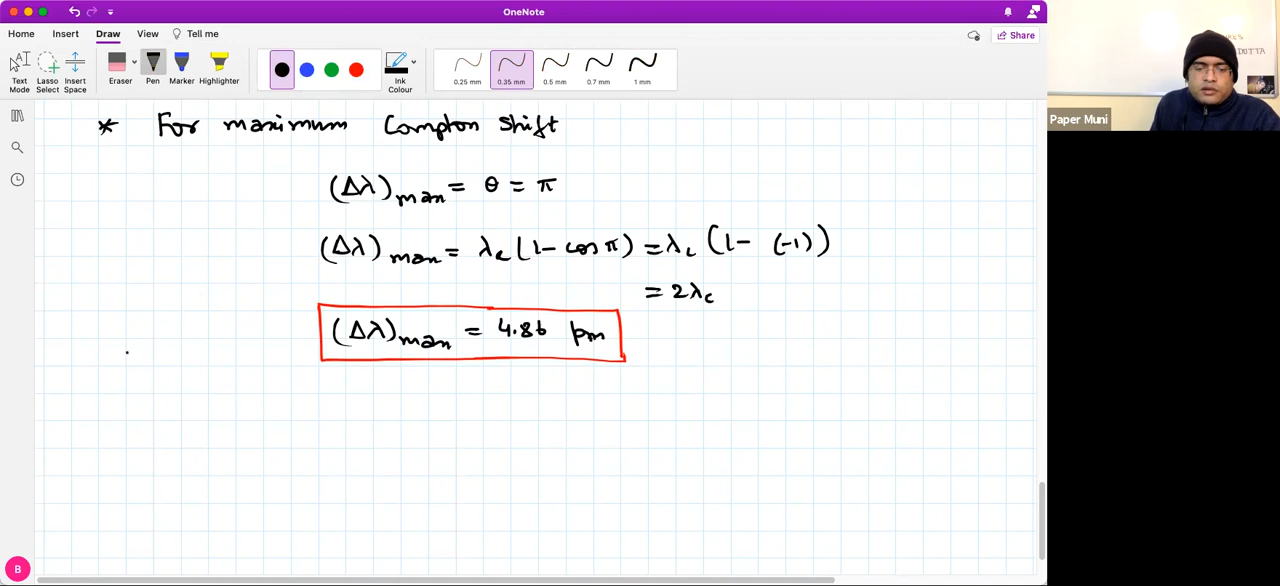 OneNote
Home Insert Draw View Tell me
Share
Text Mode
Lasso Select
Insert Space
Eraser
Pen
Marker
Highlighter
Ink Colour
0.25 mm
0.35 mm
0.5 mm
0.7 mm
1 mm
Paper Muni
* For maximum Compton shift
(Δλ)max = θ = π
(Δλ)max = λc (1 - cos π) = λc (1 - (-1))
= 2λc
(Δλ)max = 4.86 pm
B